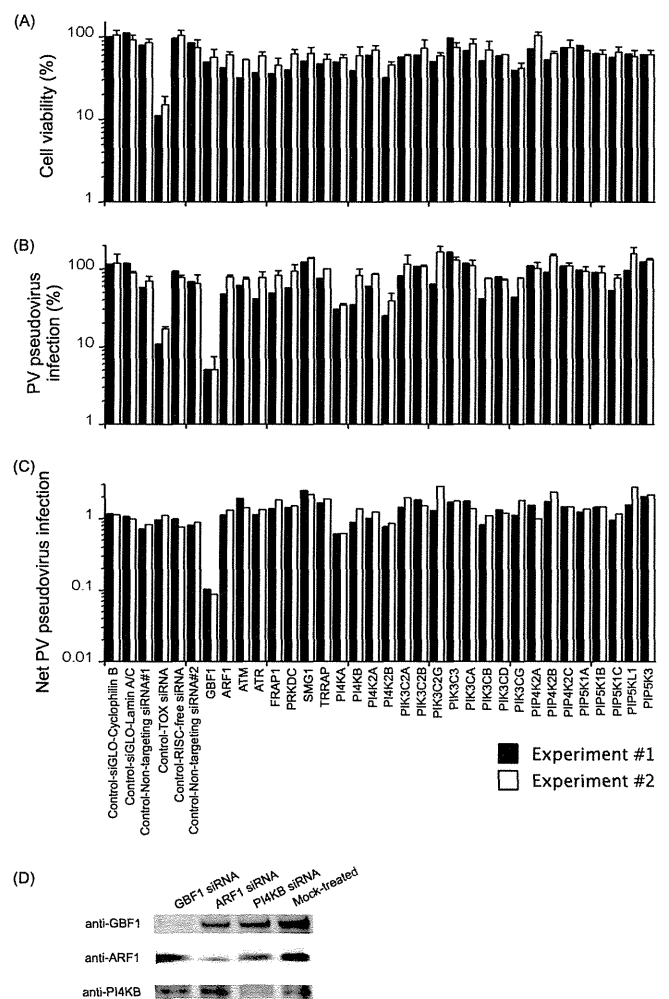 (A)
Cell viability (%)
100
10
1
(B)
PV pseudovirus
infection (%)
100
10
1
(C)
Net PV pseudovirus infection
1
0.1
0.01
Control-siGLO-Cyclophilin B
Control-siGLO-Lamin A/C
Control-Non-targeting siRNA#1
Control-TOX siRNA
Control-RISC-free siRNA
Control-Non-targeting siRNA#2
GBF1
ARF1
ATM
ATR
FRAP1
PRKDC
SMG1
TRRAP
PI4KA
PI4KB
PI4K2A
PI4K2B
PIK3C2A
PIK3C2B
PIK3C2G
PIK3C3
PIK3CA
PIK3CB
PIK3CD
PIK3CG
PIP4K2A
PIP4K2B
PIP4K2C
PIP5K1A
PIP5K1B
PIP5K1C
PIP5KL1
PIP5K3
Experiment #1
Experiment #2
(D)
GBF1 siRNA
ARF1 siRNA
PI4KB siRNA
Mock-treated
anti-GBF1
anti-ARF1
anti-PI4KB